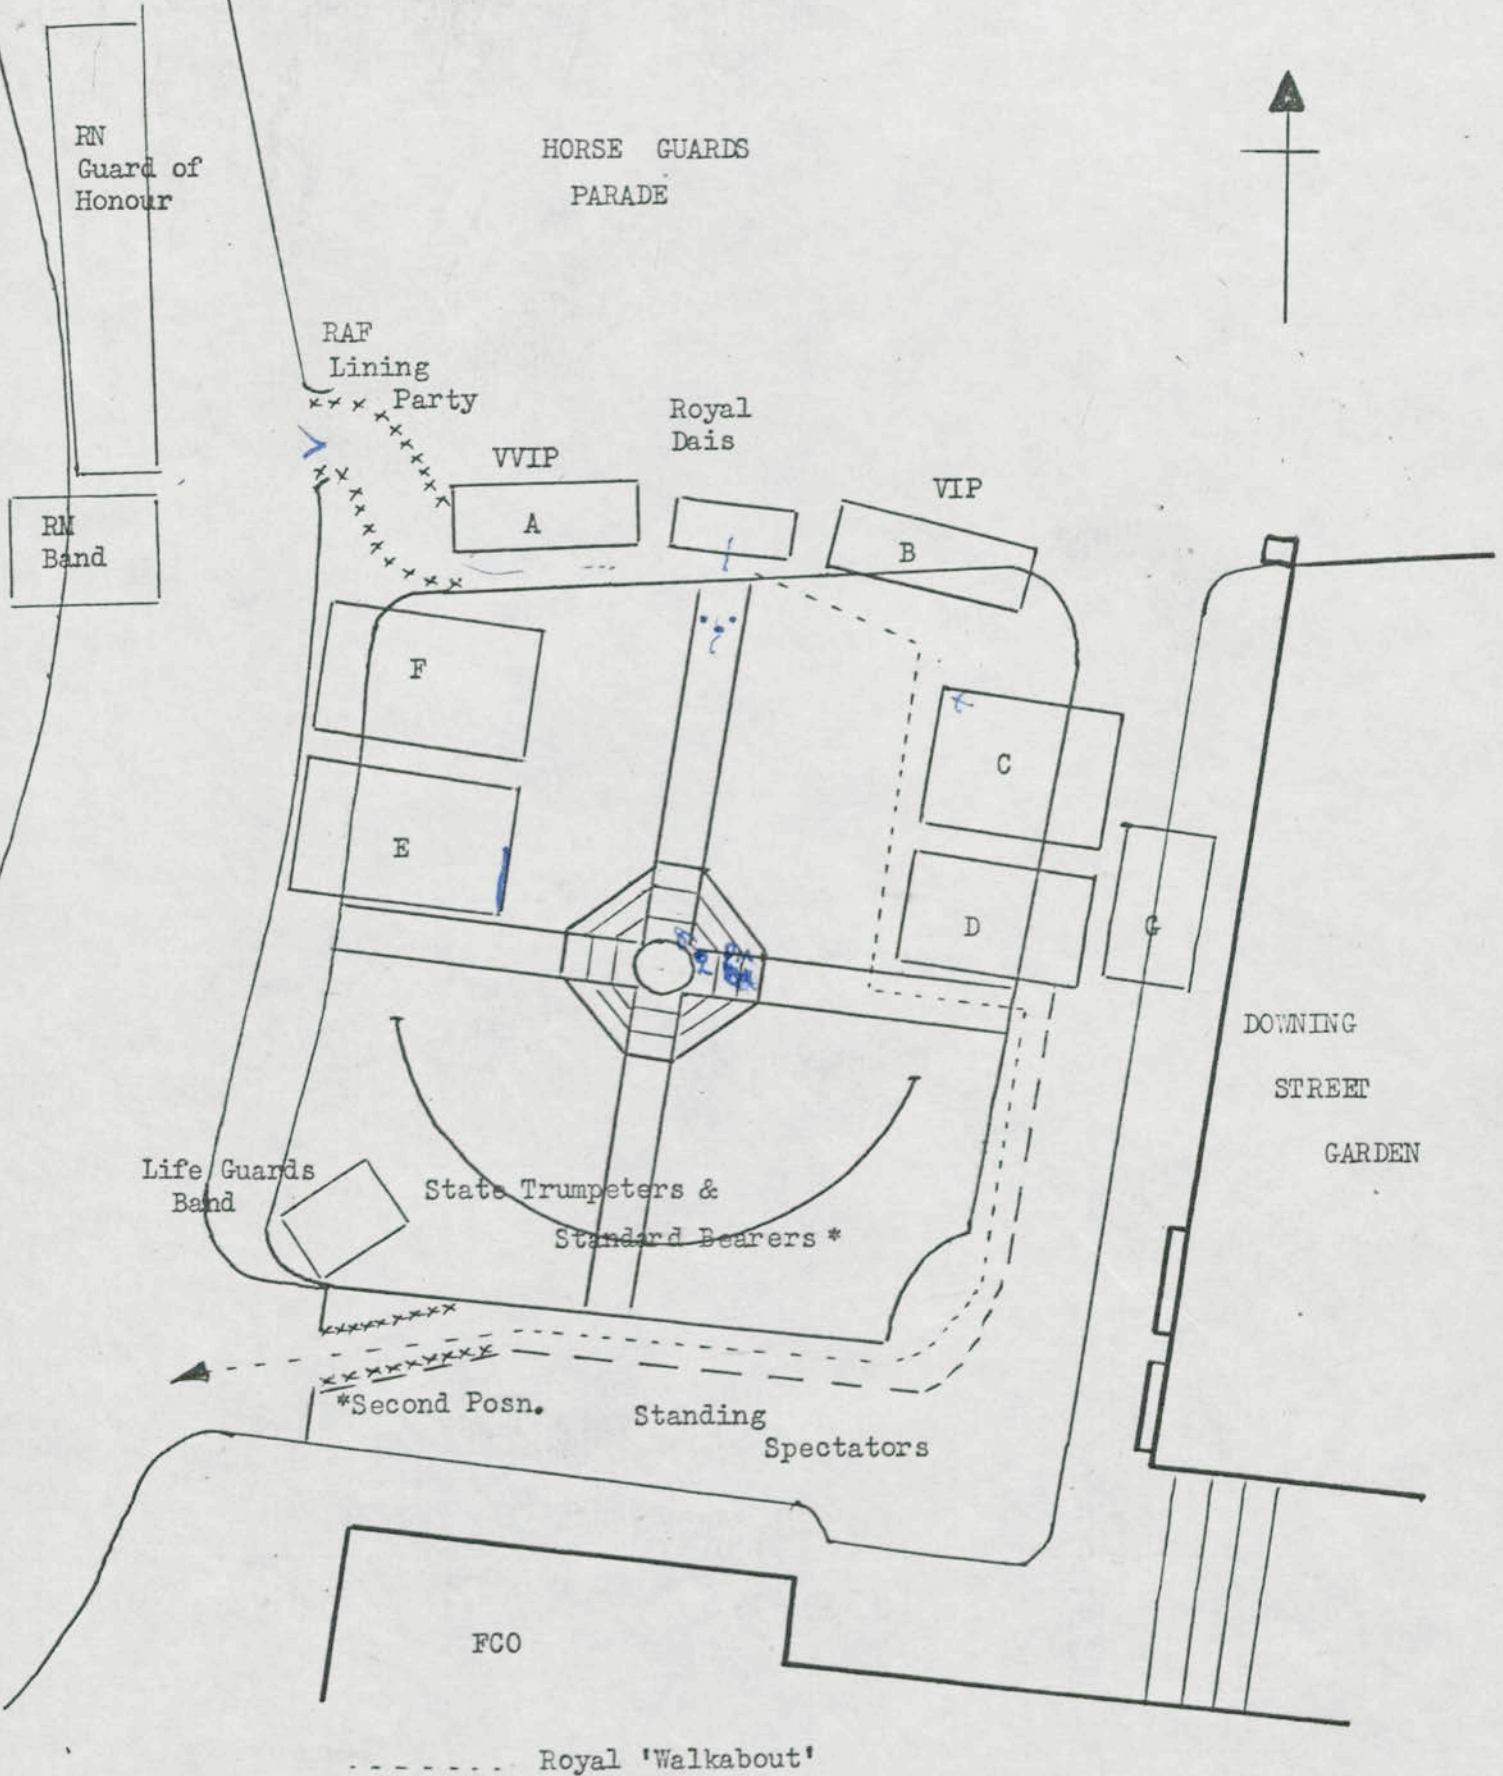 RN
Guard of
Honour
HORSE GUARDS
PARADE
RAF
Lining
Party
Royal
Dais
VVIP
VIP
A
B
RM
Band
F
C
E
D
G
DOWNING
STREET
GARDEN
Life Guards
Band
State Trumpeters &
Standard Bearers *
*Second Posn.
Standing
Spectators
FCO
Royal 'Walkabout'